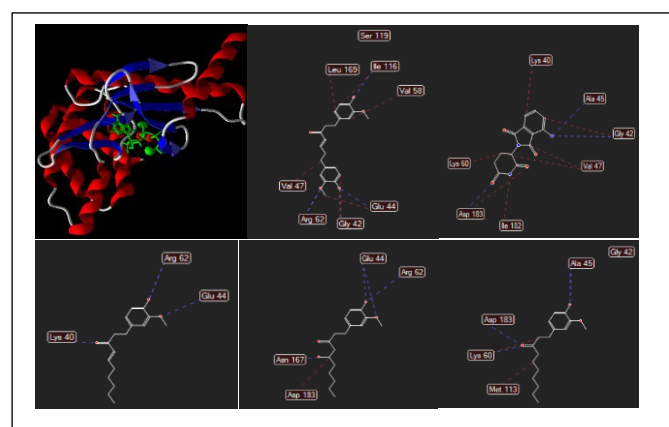 Ser 119
Leu 169
Ile 116
Val 58
Val 47
Arg 62
Gly 42
Glu 44
Lys 40
Ala 45
Gly 42
Lys 60
Val 47
Asp 183
Ile 182
Arg 62
Glu 44
Lys 40
Glu 44
Arg 62
Asn 167
Asp 183
Gly 42
Ala 45
Asp 183
Lys 60
Met 113